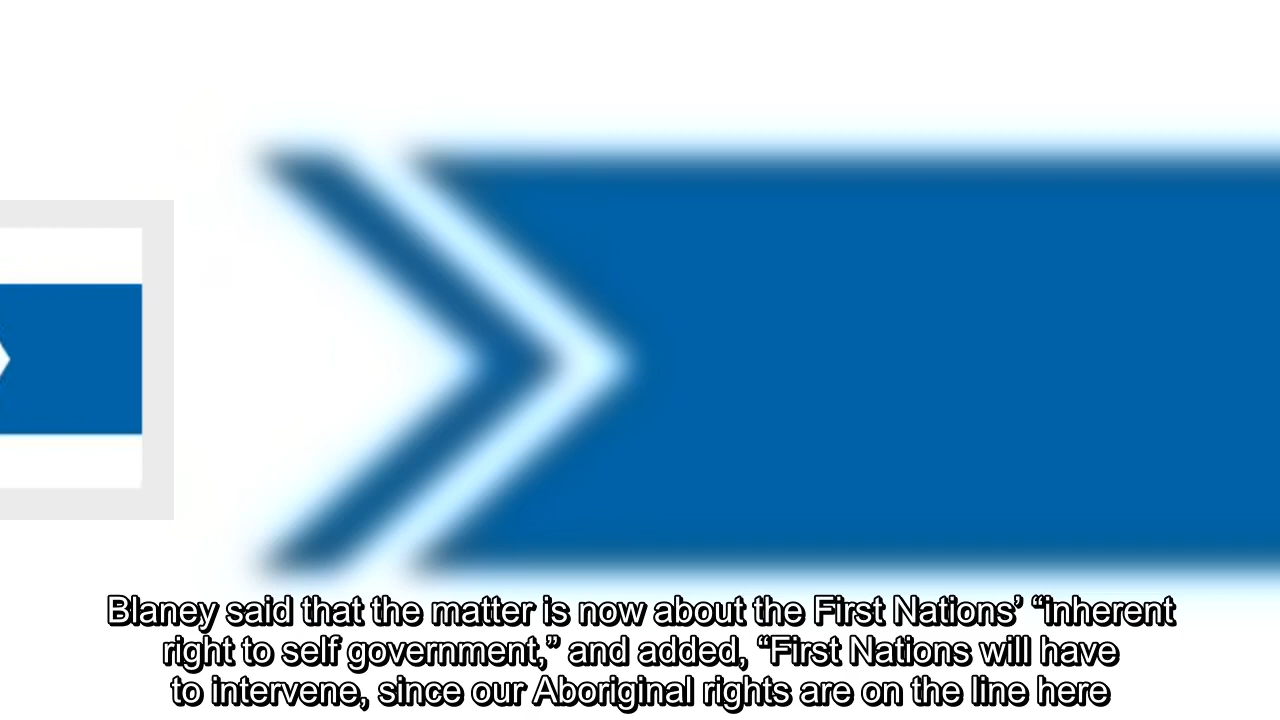 Blaney said that the matter is now about the First Nations’ “inherent
right to self government,” and added, “First Nations will have
to intervene, since our Aboriginal rights are on the line here